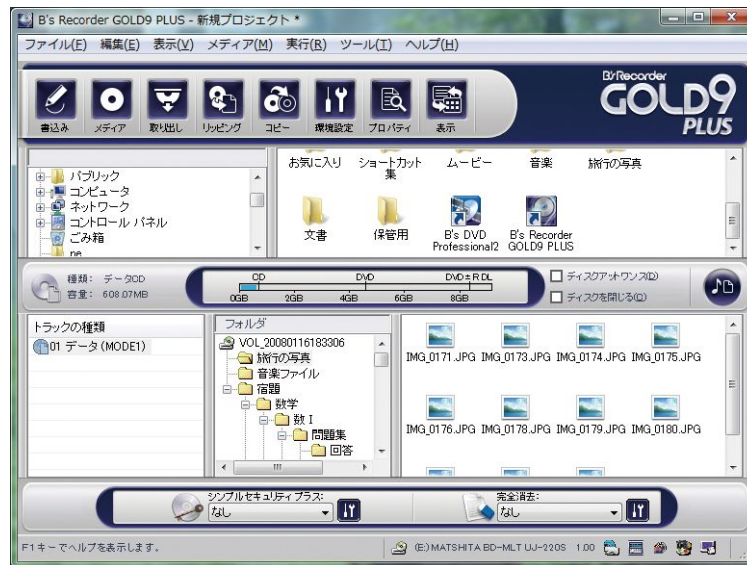 B's Recorder GOLD9 PLUS - 新規プロジェクト *
ファイル(F) 編集(E) 表示(V) メディア(M) 実行(R) ツール(T) ヘルプ(H)
B's Recorder
GOLD9
PLUS
書込み メディア 取り出し リッピング コピー 環境設定 プロパティ 表示
パブリック
コンピュータ
ネットワーク
コントロール パネル
ごみ箱
ne
お気に入り ショートカット集 ムービー 音楽 旅行の写真
文書 保管用 B's DVD Professional2 B's Recorder GOLD9 PLUS
種類: データCD
容量: 608.07MB
CD DVD DVD±R DL
0GB 2GB 4GB 6GB 8GB
ディスクアットワンス(D)
ディスクを閉じる(O)
トラックの種類
01 データ(MODE1)
フォルダ
VOL_20080116183306
旅行の写真
音楽ファイル
宿題
数学
数 I
問題集
回答
IMG_0171.JPG IMG_0173.JPG IMG_0174.JPG IMG_0175.JPG
IMG_0176.JPG IMG_0178.JPG IMG_0179.JPG IMG_0180.JPG
シンプルセキュリティプラス:
なし
完全消去:
なし
F1キーでヘルプを表示します。
(E:)MATSHITA BD-MLT UJ-220S 1.00